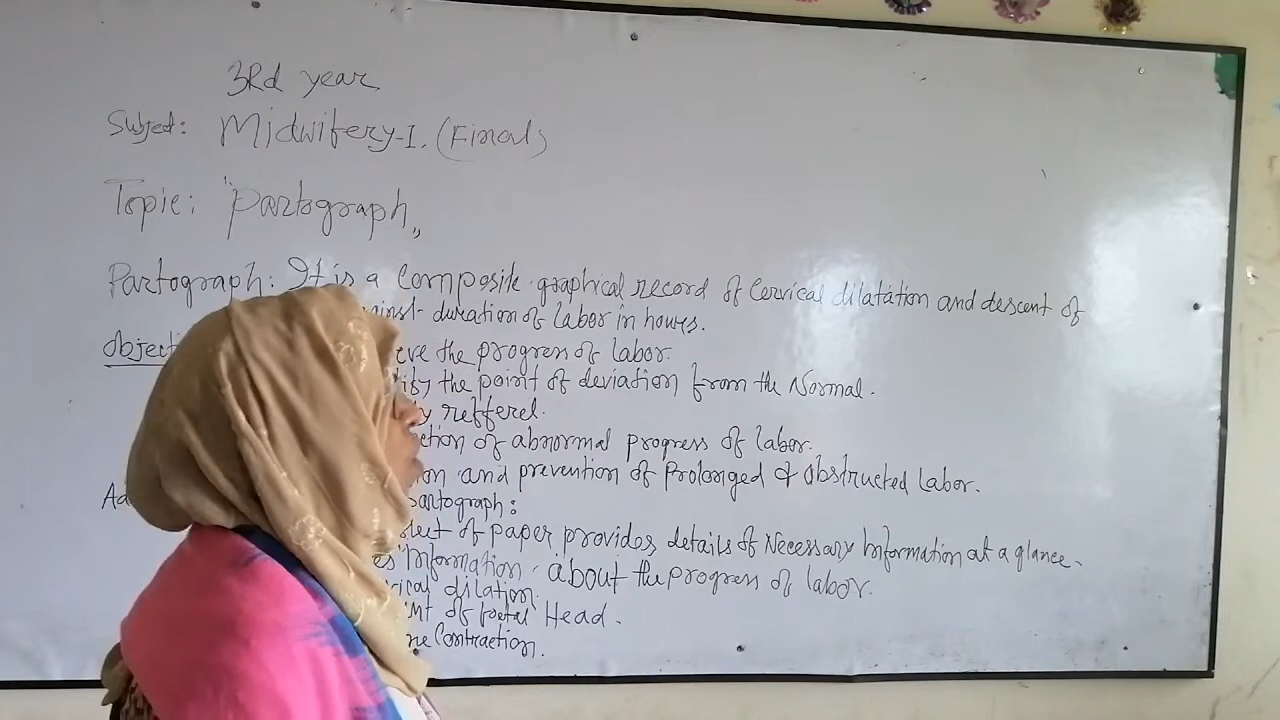 3Rd year
Subject: Midwifery-I. (Final)
Topic: "Partograph„
Partograph: It is a composite graphical record of Cervical dilatation and descent of
duration of labor in hours.
the progress of labor.
the point of deviation from the Normal.
refferel.
of abnormal progress of labor.
and prevention of Prolonged & obstructed Labor.
partograph:
of paper provides details of Necessary Information at a glance.
Information about the progress of labor.
dilation.
of foetal Head.
Contraction.